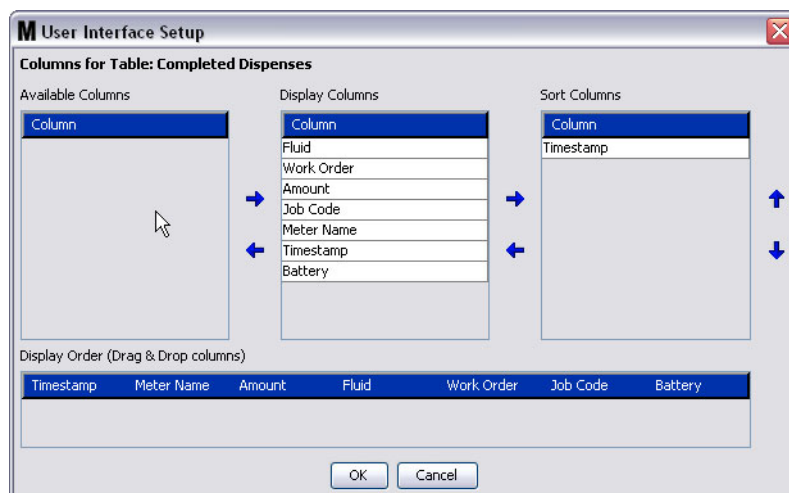 M User Interface Setup
Columns for Table: Completed Dispenses
Available Columns Display Columns Sort Columns
Column Column Column
Fluid Timestamp
Work Order
Amount
Job Code
Meter Name
Timestamp
Battery
Display Order (Drag & Drop columns)
Timestamp Meter Name Amount Fluid Work Order Job Code Battery
OK Cancel